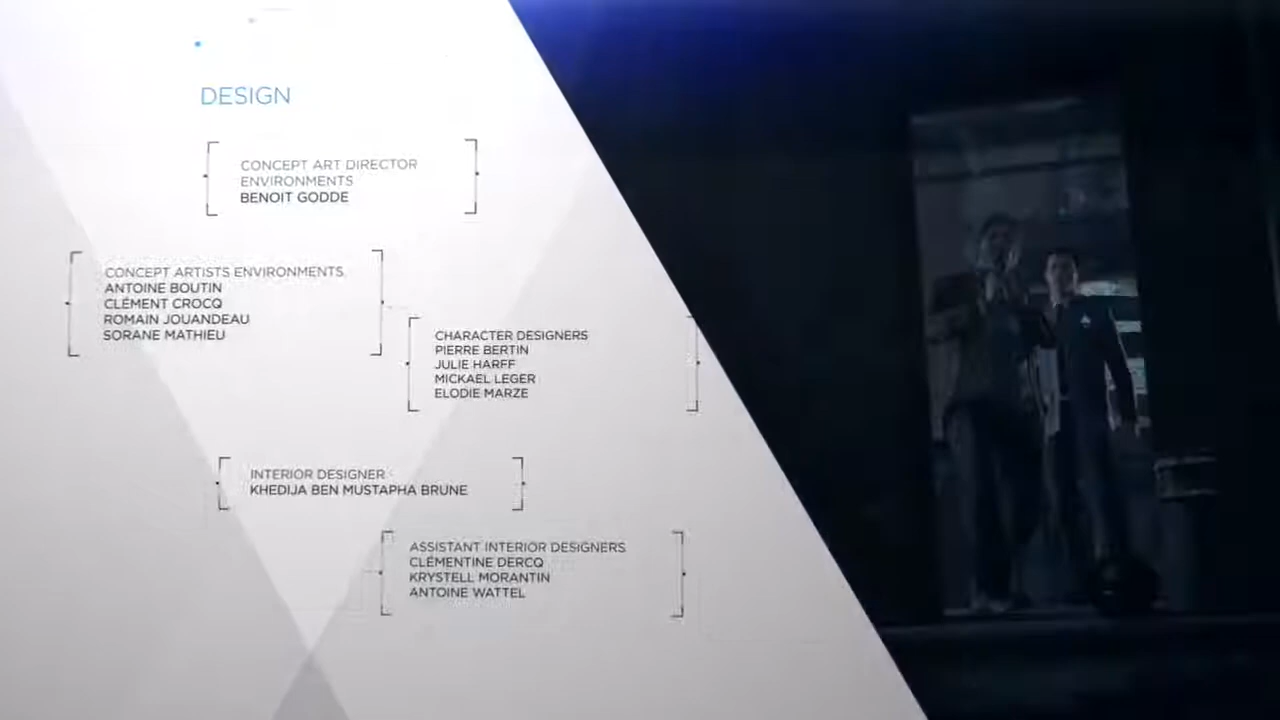 DESIGN
CONCEPT ART DIRECTOR
ENVIRONMENTS
BENOIT GODDE
CONCEPT ARTISTS ENVIRONMENTS
ANTOINE BOUTIN
CLÉMENT CROCQ
ROMAIN JOUANDEAU
SORANE MATHIEU
CHARACTER DESIGNERS
PIERRE BERTIN
JULIE HARFF
MICKAEL LEGER
ELODIE MARZE
INTERIOR DESIGNER
KHEDIJA BEN MUSTAPHA BRUNE
ASSISTANT INTERIOR DESIGNERS
CLÉMENTINE DERCQ
KRYSTELL MORANTIN
ANTOINE WATTEL